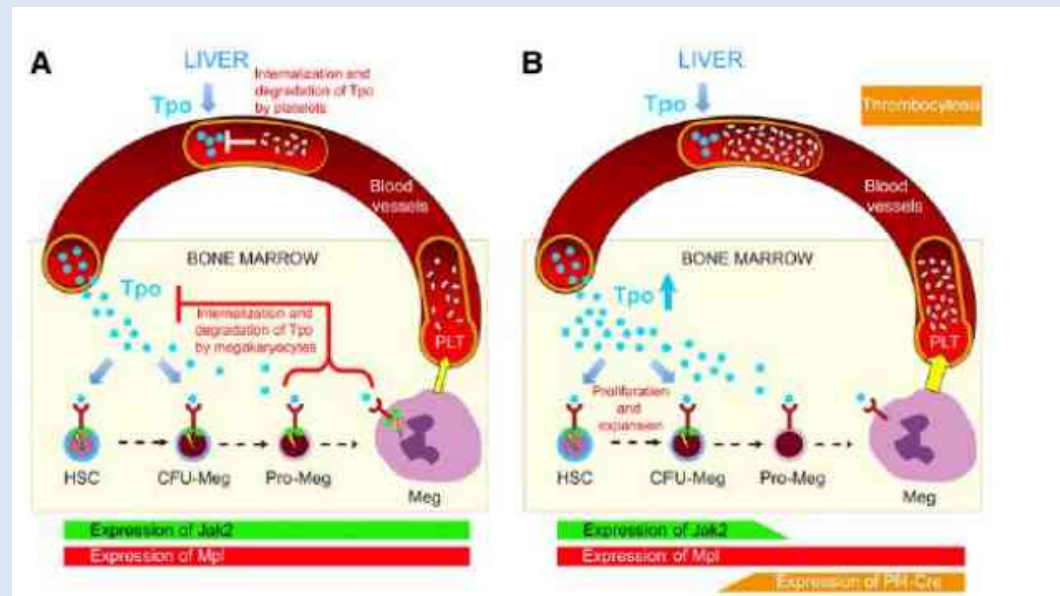 A
LIVER
Tpo
Internalization and
degradation of Tpo
by platelets
Blood
vessels
BONE MARROW
Tpo
Internalization and
degradation of Tpo
by megakaryocytes
PLT
HSC
CFU-Meg
Pro-Meg
Meg
Expression of Jak2
Expression of Mpl
B
LIVER
Tpo
Thrombocytosis
Blood
vessels
BONE MARROW
Tpo
PLT
Proliferation
and
expansion
HSC
CFU-Meg
Pro-Meg
Meg
Expression of Jak2
Expression of Mpl
Expression of Pf4-Cre